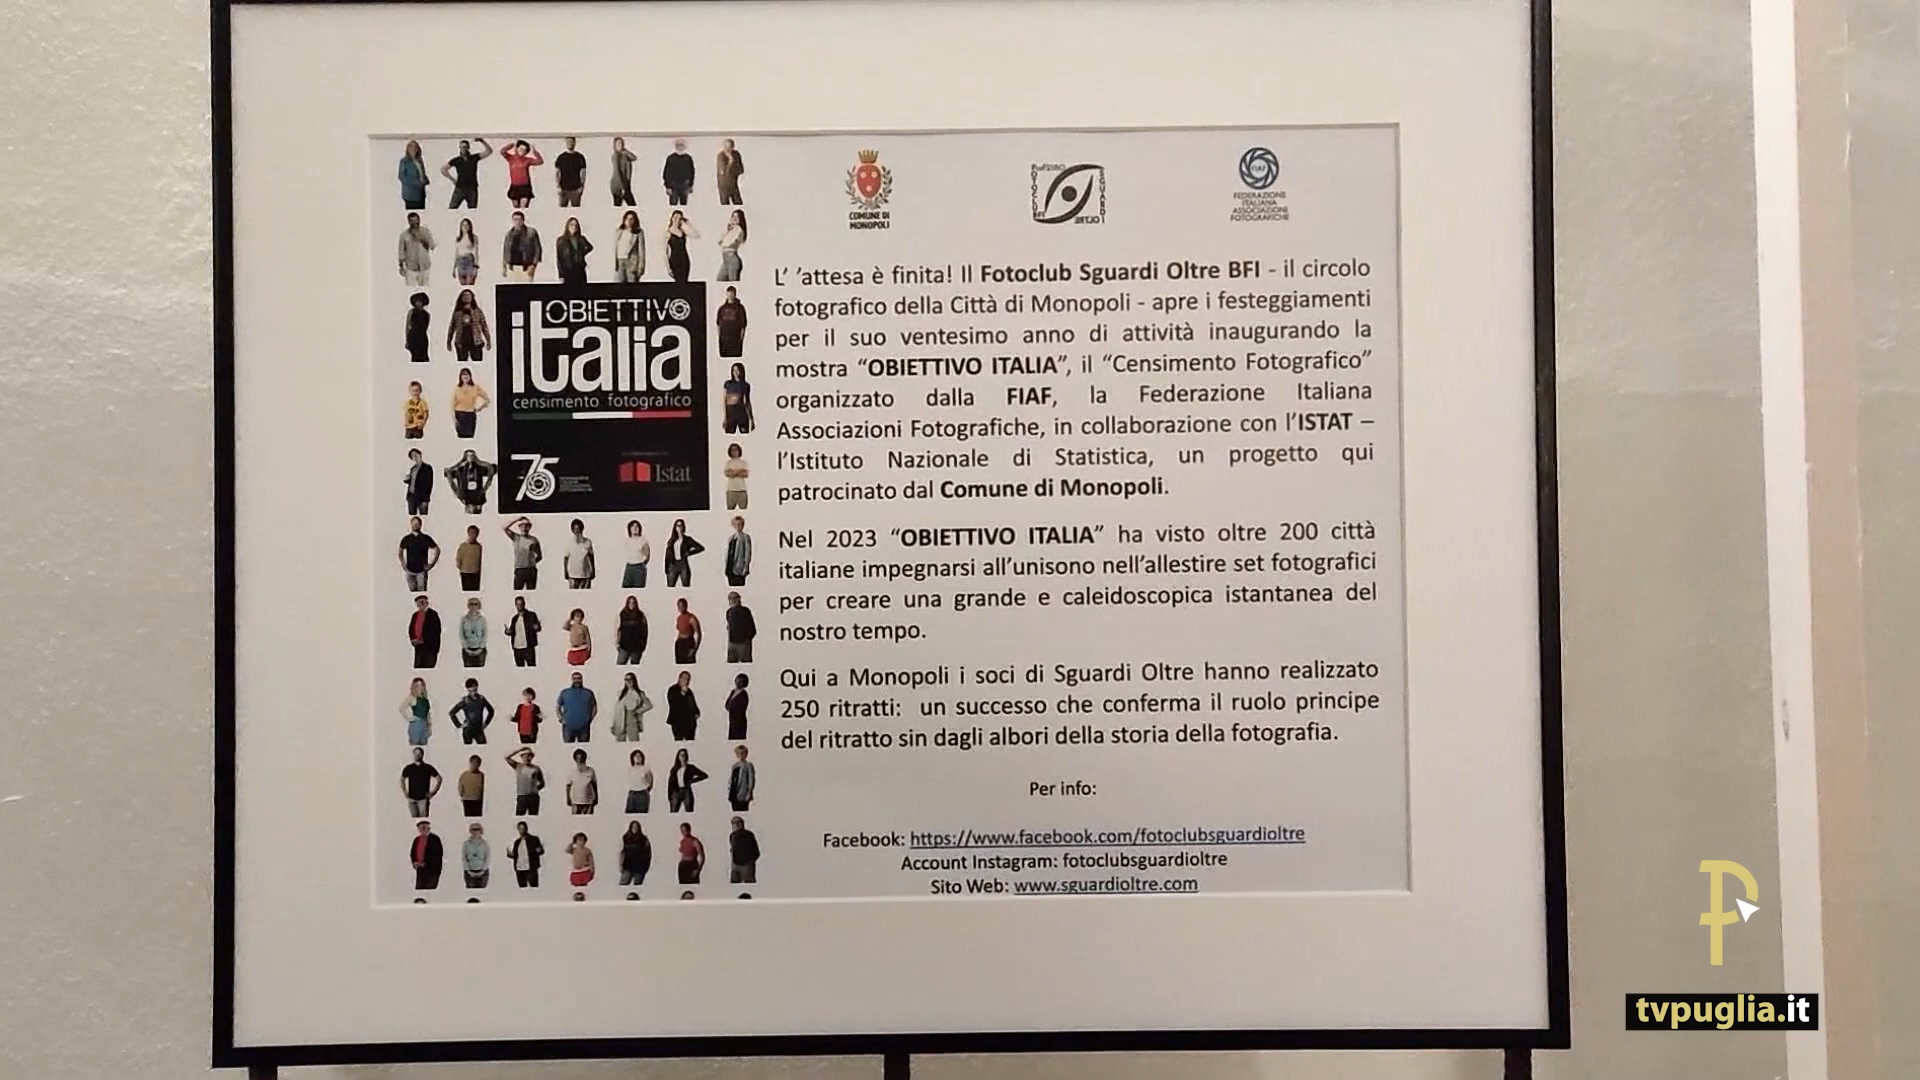 COMUNE DI
MONOPOLI
FOTOCLUB
BFI
SGUARDI
OLTRE
FIAF
FEDERAZIONE
ITALIANA
ASSOCIAZIONI
FOTOGRAFICHE
OBIETTIVO
italia
censimento fotografico
75
Istat
L' 'attesa è finita! Il Fotoclub Sguardi Oltre BFI - il circolo
fotografico della Città di Monopoli - apre i festeggiamenti
per il suo ventesimo anno di attività inaugurando la
mostra “OBIETTIVO ITALIA”, il “Censimento Fotografico”
organizzato dalla FIAF, la Federazione Italiana
Associazioni Fotografiche, in collaborazione con l’ISTAT –
l’Istituto Nazionale di Statistica, un progetto qui
patrocinato dal Comune di Monopoli.
Nel 2023 “OBIETTIVO ITALIA” ha visto oltre 200 città
italiane impegnarsi all’unisono nell’allestire set fotografici
per creare una grande e caleidoscopica istantanea del
nostro tempo.
Qui a Monopoli i soci di Sguardi Oltre hanno realizzato
250 ritratti: un successo che conferma il ruolo principe
del ritratto sin dagli albori della storia della fotografia.
Per info:
Facebook: https://www.facebook.com/fotoclubsguardioltre
Account Instagram: fotoclubsguardioltre
Sito Web: www.sguardioltre.com
tvpuglia.it